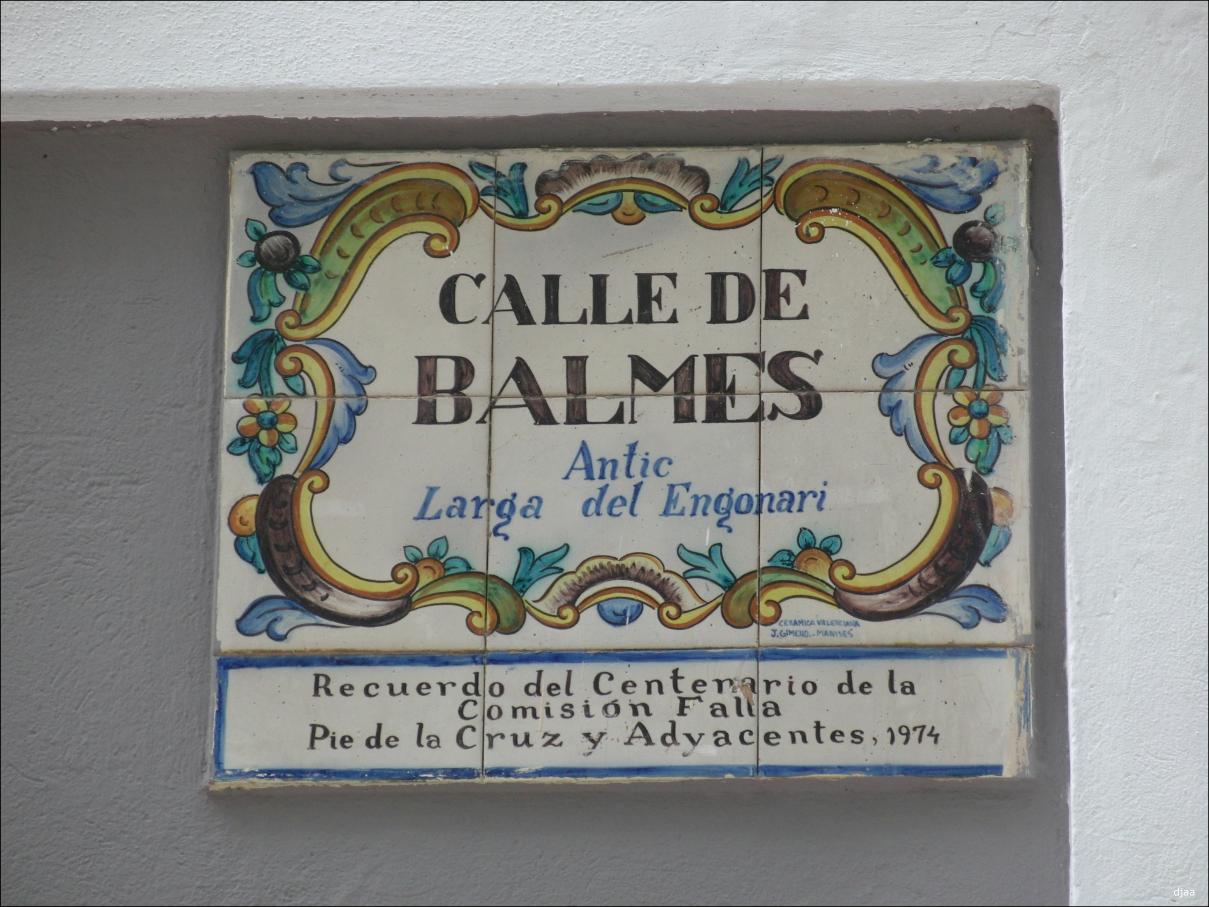 CALLE DE
BALMES
Antic
Larga del Engonari
CERAMICA VALENCIANA
J. GIMENO.-MANISES
Recuerdo del Centenario de la
Comisión Falla
Pie de la Cruz y Adyacentes, 1974
djaa